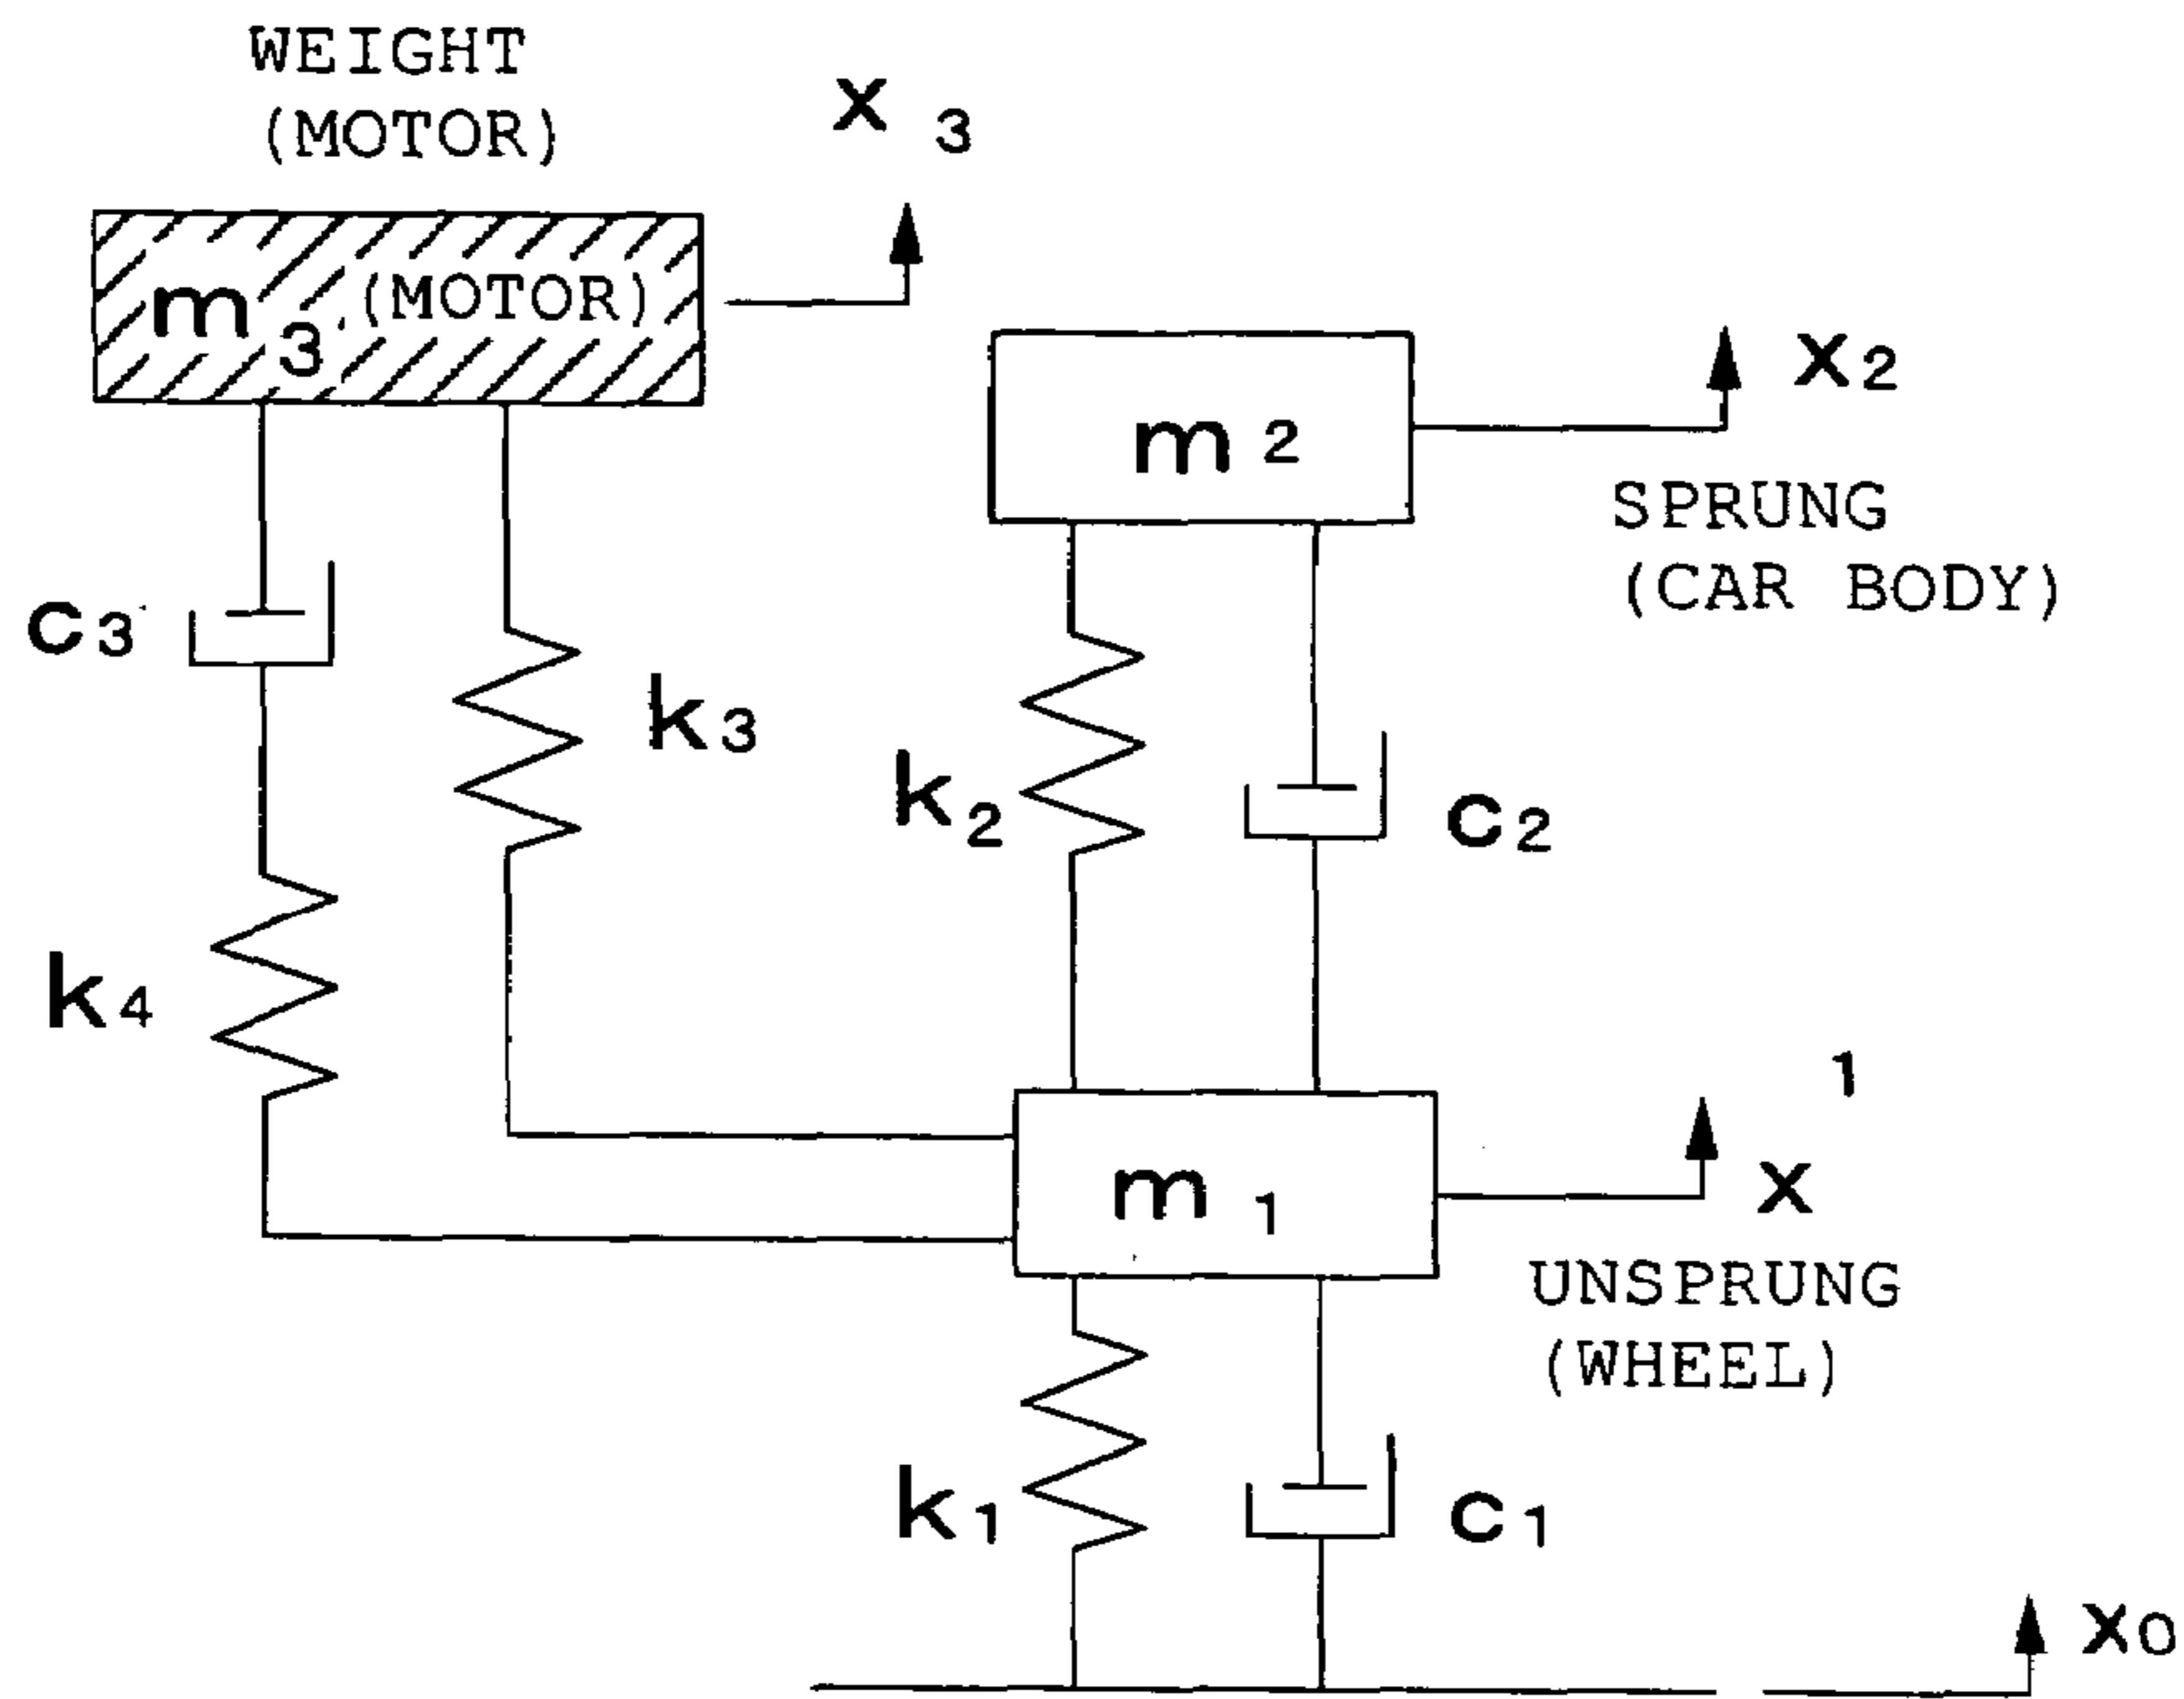 WEIGHT
(MOTOR)
x 3
m 3 (MOTOR)
x2
m 2
SPRUNG
(CAR BODY)
c3
k3
k2
c2
k4
1
m 1
x
UNSPRUNG
(WHEEL)
k1
c1
x0